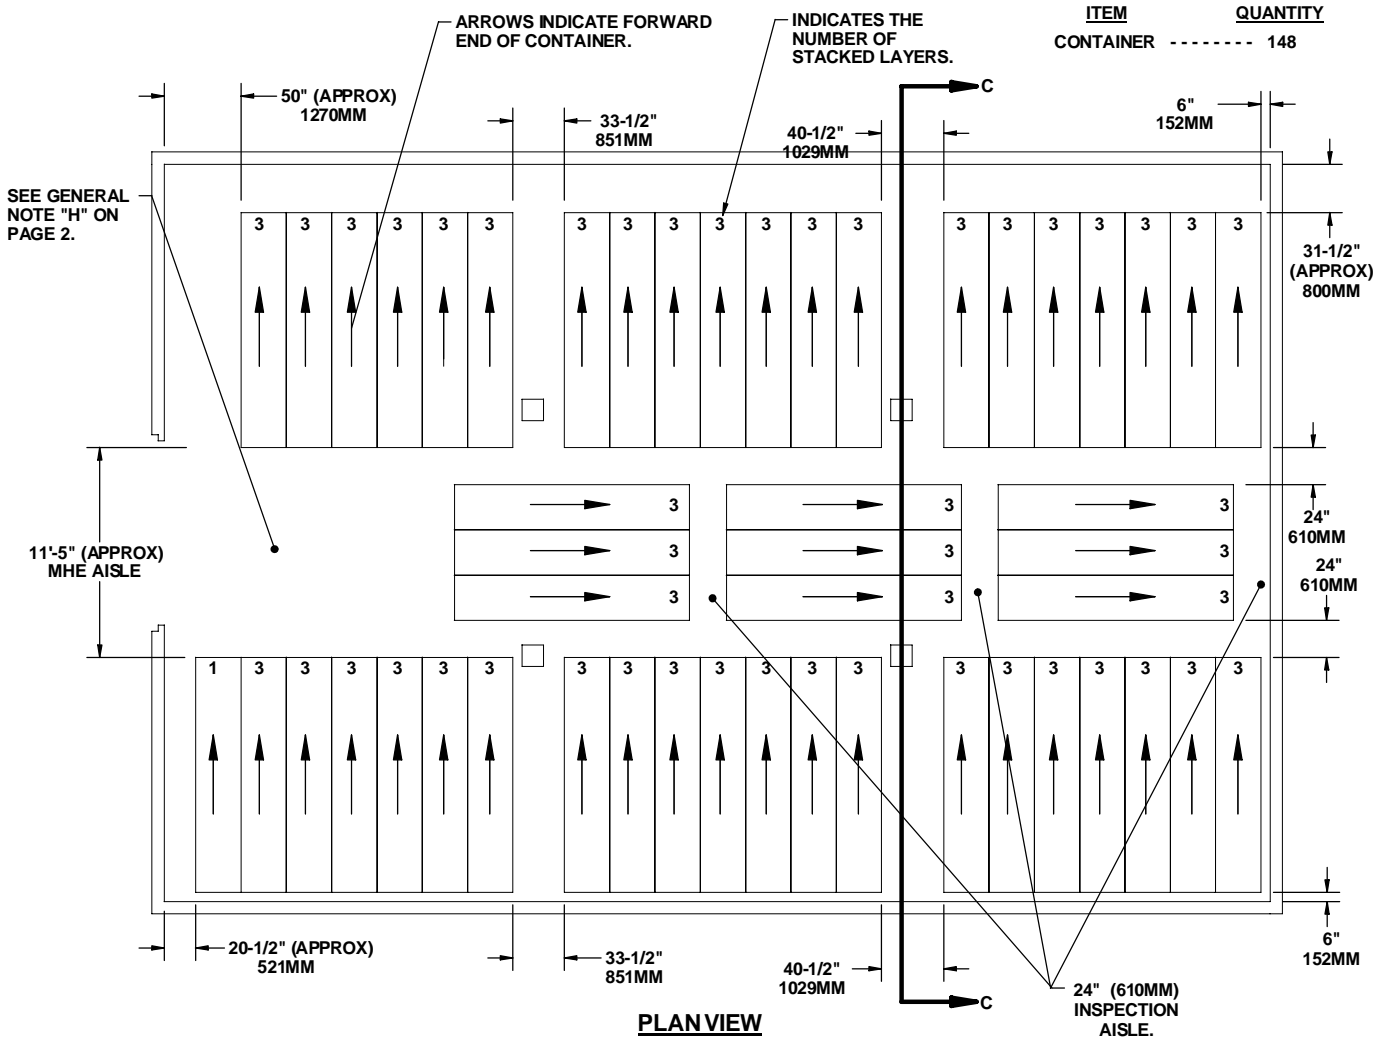 ARROWS INDICATE FORWARD
END OF CONTAINER.
INDICATES THE
NUMBER OF
STACKED LAYERS.
ITEM QUANTITY
CONTAINER - - - - - - - - 148
C
50" (APPROX)
1270MM
33-1/2"
851MM
40-1/2"
1029MM
6"
152MM
SEE GENERAL
NOTE "H" ON
PAGE 2.
3 3 3 3 3 3 3 3 3 3 3 3 3 3 3 3 3 3 3 3
31-1/2"
(APPROX)
800MM
3 3 3
3 3 3
3 3 3
24"
610MM
24"
610MM
11'-5" (APPROX)
MHE AISLE
1 3 3 3 3 3 3 3 3 3 3 3 3 3 3 3 3 3 3 3 3
20-1/2" (APPROX)
521MM
33-1/2"
851MM
40-1/2"
1029MM
C
24" (610MM)
INSPECTION
AISLE.
6"
152MM
PLAN VIEW